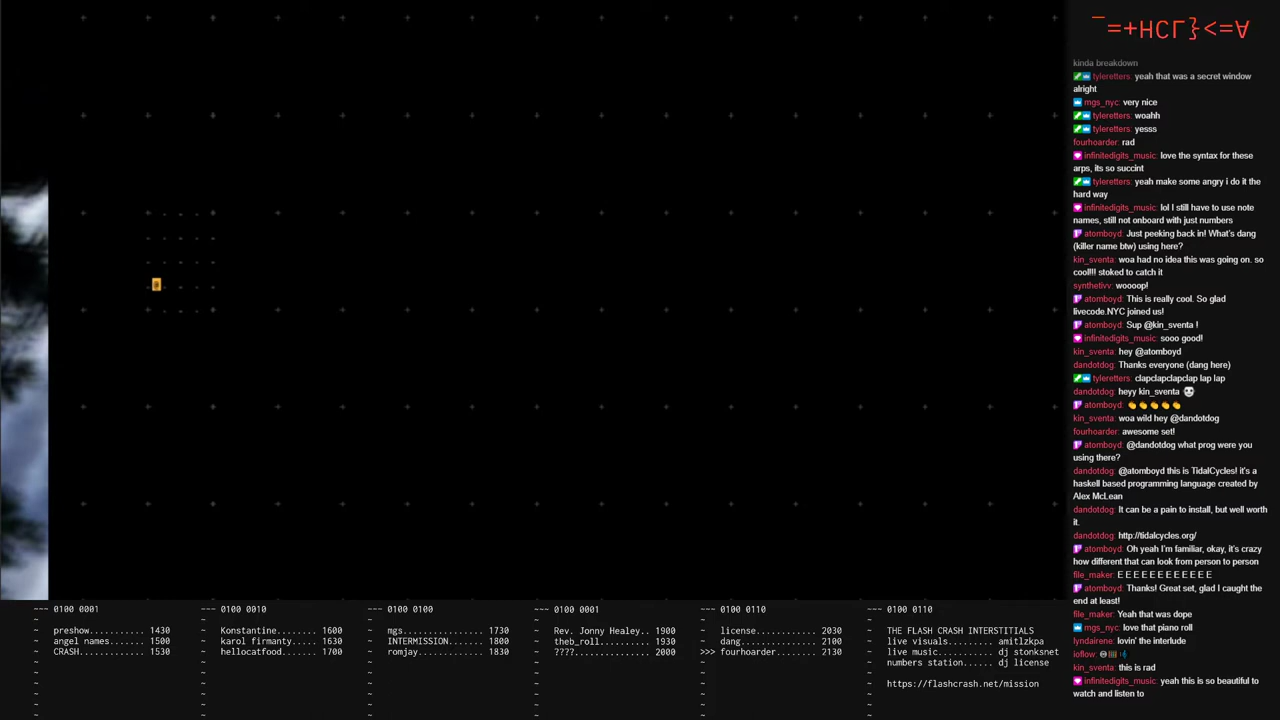 ¯=+HCΓ}<=∀
kinda breakdown
tyleretters: yeah that was a secret window
alright
mgs_nyc: very nice
tyleretters: woahh
tyleretters: yesss
fourhoarder: rad
infinitedigits_music: love the syntax for these
arps, its so succint
tyleretters: yeah make some angry i do it the
hard way
infinitedigits_music: lol I still have to use note
names, still not onboard with just numbers
atomboyd: Just peeking back in! What's dang
(killer name btw) using here?
kin_sventa: woa had no idea this was going on. so
cool!!! stoked to catch it
synthetivv: woooop!
atomboyd: This is really cool. So glad
livecode.NYC joined us!
atomboyd: Sup @kin_sventa !
infinitedigits_music: sooo good!
kin_sventa: hey @atomboyd
dandotdog: Thanks everyone (dang here)
tyleretters: clapclapclapclap lap lap
dandotdog: heyy kin_sventa
atomboyd: 👏👏👏👏👏
kin_sventa: woa wild hey @dandotdog
fourhoarder: awesome set!
atomboyd: @dandotdog what prog were you
using there?
dandotdog: @atomboyd this is TidalCycles! it's a
haskell based programming language created by
Alex McLean
dandotdog: It can be a pain to install, but well worth
it.
dandotdog: http://tidalcycles.org/
atomboyd: Oh yeah I'm familiar, okay, it's crazy
how different that can look from person to person
file_maker: E E E E E E E E E E E E
atomboyd: Thanks! Great set, glad I caught the
end at least!
file_maker: Yeah that was dope
mgs_nyc: love that piano roll
lyndairene: lovin' the interlude
ioflow:
kin_sventa: this is rad
infinitedigits_music: yeah this is so beautiful to
watch and listen to
~~~ 0100 0001
preshow.......... 1430
angel names...... 1500
CRASH............ 1530
~~~ 0100 0010
Konstantine...... 1600
karol firmanty... 1630
hellocatfood..... 1700
~~~ 0100 0100
mgs.............. 1730
INTERMISSION..... 1800
romjay........... 1830
~~~ 0100 0001
Rev. Jonny Healey.. 1900
theb_roll.......... 1930
????............... 2000
~~~ 0100 0110
license.......... 2030
dang............. 2100
>>> fourhoarder...... 2130
~~~ 0100 0110
THE FLASH CRASH INTERSTITIALS
live visuals..... amitlzkpa
live music...... dj stonksnet
numbers station...... dj license
https://flashcrash.net/mission